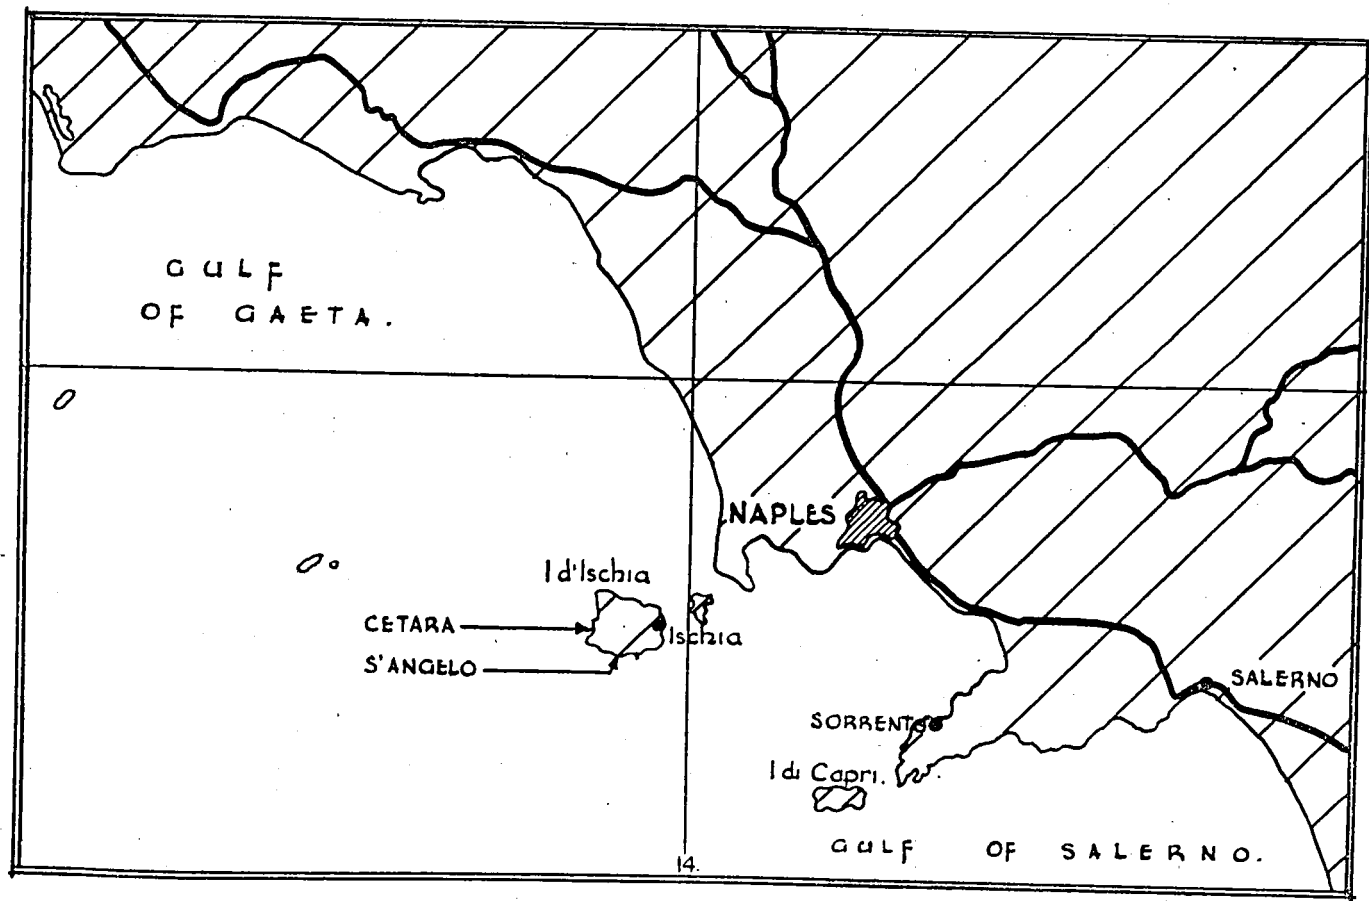 GULF
OF GAETA.
NAPLES
I d'Ischia
CETARA
Ischia
S'ANGELO
SALERNO
SORRENTO
I di Capri.
GULF OF SALERNO.
14.